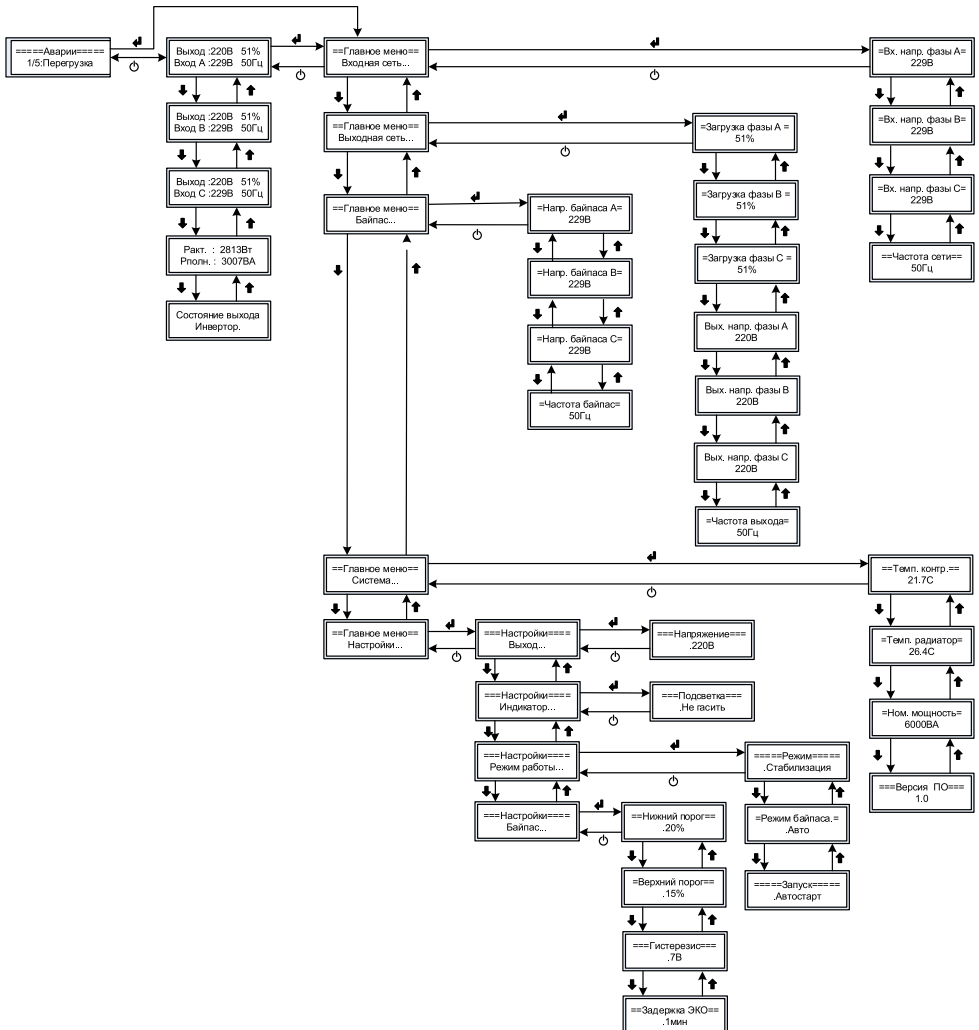 =====Аварии=====
1/5:Перегрузка
Выход :220В 51%
Вход А :229В 50Гц
Выход :220В 51%
Вход В :229В 50Гц
Выход :220В 51%
Вход С :229В 50Гц
Ракт. : 2813Вт
Рполн. : 3007ВА
Состояние выхода
Инвертор.
==Главное меню==
Входная сеть...
==Главное меню==
Выходная сеть...
==Главное меню==
Байпас...
=Напр. байпаса А=
229В
=Напр. байпаса В=
229В
=Напр. байпаса С=
229В
=Частота байпас=
50Гц
=Загрузка фазы А =
51%
=Загрузка фазы В =
51%
=Загрузка фазы С =
51%
Вых. напр. фазы А
220В
Вых. напр. фазы В
220В
Вых. напр. фазы С
220В
=Частота выхода=
50Гц
=Вх. напр. фазы А=
229В
=Вх. напр. фазы В=
229В
=Вх. напр. фазы С=
229В
==Частота сети==
50Гц
==Главное меню==
Система...
==Главное меню==
Настройки...
===Настройки====
Выход...
===Напряжение===
.220В
===Настройки====
Индикатор...
===Подсветка===
.Не гасить
===Настройки====
Режим работы...
=====Режим=====
.Стабилизация
=Режим байпаса.=
.Авто
=====Запуск=====
.Автостарт
===Настройки====
Байпас...
==Нижний порог==
.20%
=Верхний порог==
.15%
===Гистерезис===
.7В
==Задержка ЭКО==
.1мин
==Темп. контр.==
21.7С
=Темп. радиатор=
26.4С
=Ном. мощность=
6000ВА
===Версия ПО===
1.0